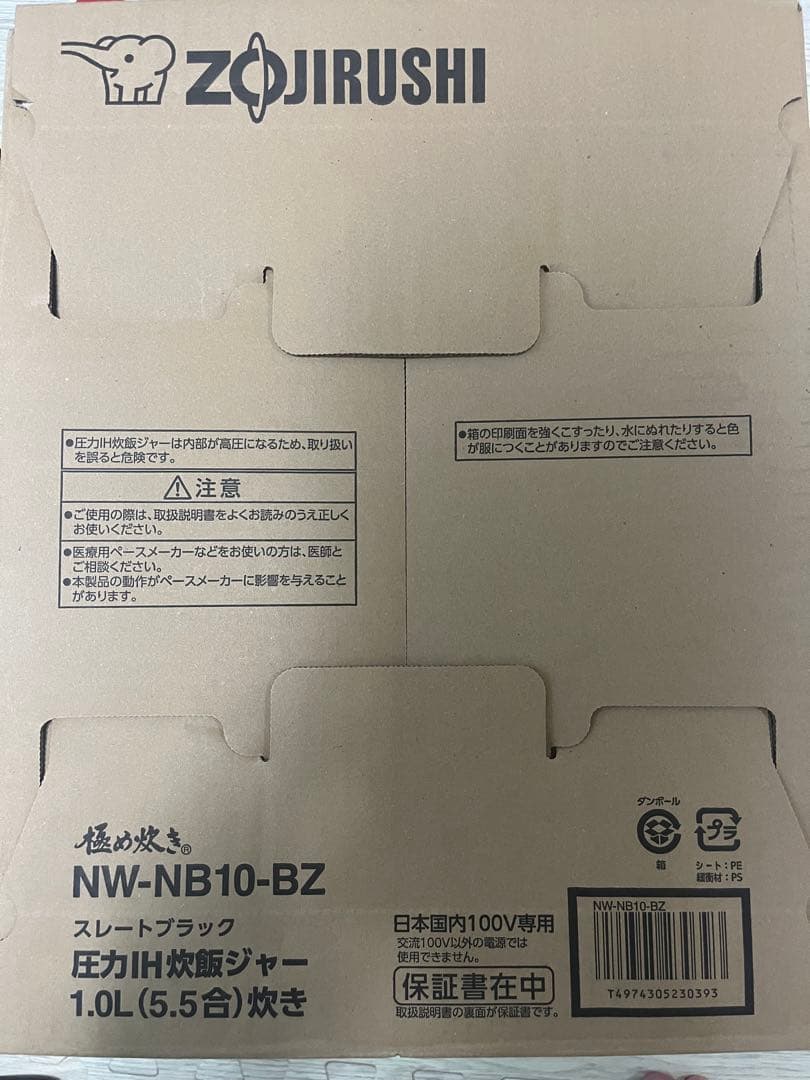 ZOJIRUSHI
●圧力IH炊飯ジャーは内部が高圧になるため、取り扱い
を誤ると危険です。
⚠注意
●ご使用の際は、取扱説明書をよくお読みのうえ正しく
お使いください。
●医療用ペースメーカーなどをお使いの方は、医師と
ご相談ください。
●本製品の動作がペースメーカーに影響を与えること
があります。
●箱の印刷面を強くこすったり、水にぬれたりすると色
が服につくことがありますのでご注意ください。
極め炊き®
NW-NB10-BZ
スレートブラック
圧力IH炊飯ジャー
1.0L(5.5合)炊き
日本国内100V専用
交流100V以外の電源では
使用できません。
保証書在中
取扱説明書の裏面が保証書です。
ダンボール
箱
プラ
シート:PE
緩衝材:PS
NW-NB10-BZ
T4974305230393